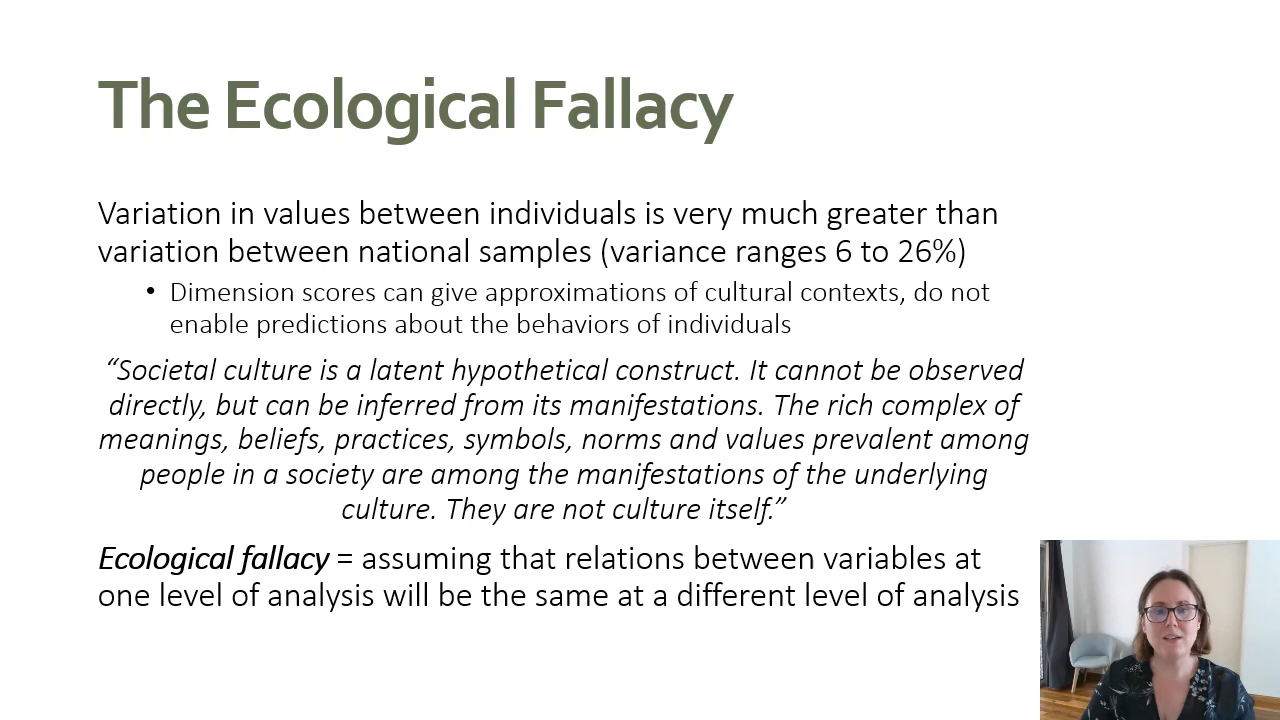 The Ecological Fallacy
Variation in values between individuals is very much greater than
variation between national samples (variance ranges 6 to 26%)
• Dimension scores can give approximations of cultural contexts, do not
enable predictions about the behaviors of individuals
“Societal culture is a latent hypothetical construct. It cannot be observed
directly, but can be inferred from its manifestations. The rich complex of
meanings, beliefs, practices, symbols, norms and values prevalent among
people in a society are among the manifestations of the underlying
culture. They are not culture itself.”
Ecological fallacy = assuming that relations between variables at
one level of analysis will be the same at a different level of analysis